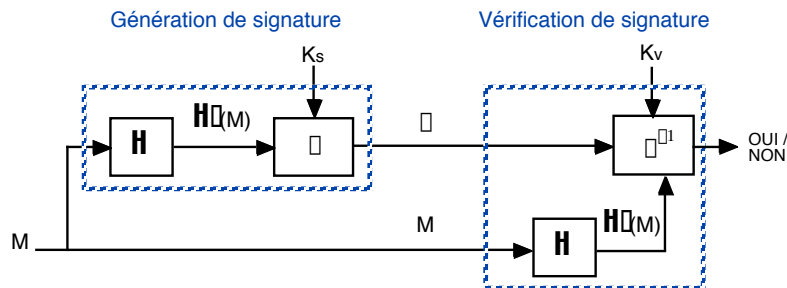 Génération de signature
Vérification de signature
Ks
Kv
H
H(M)
OUI /
NON
M
M
H
H(M)